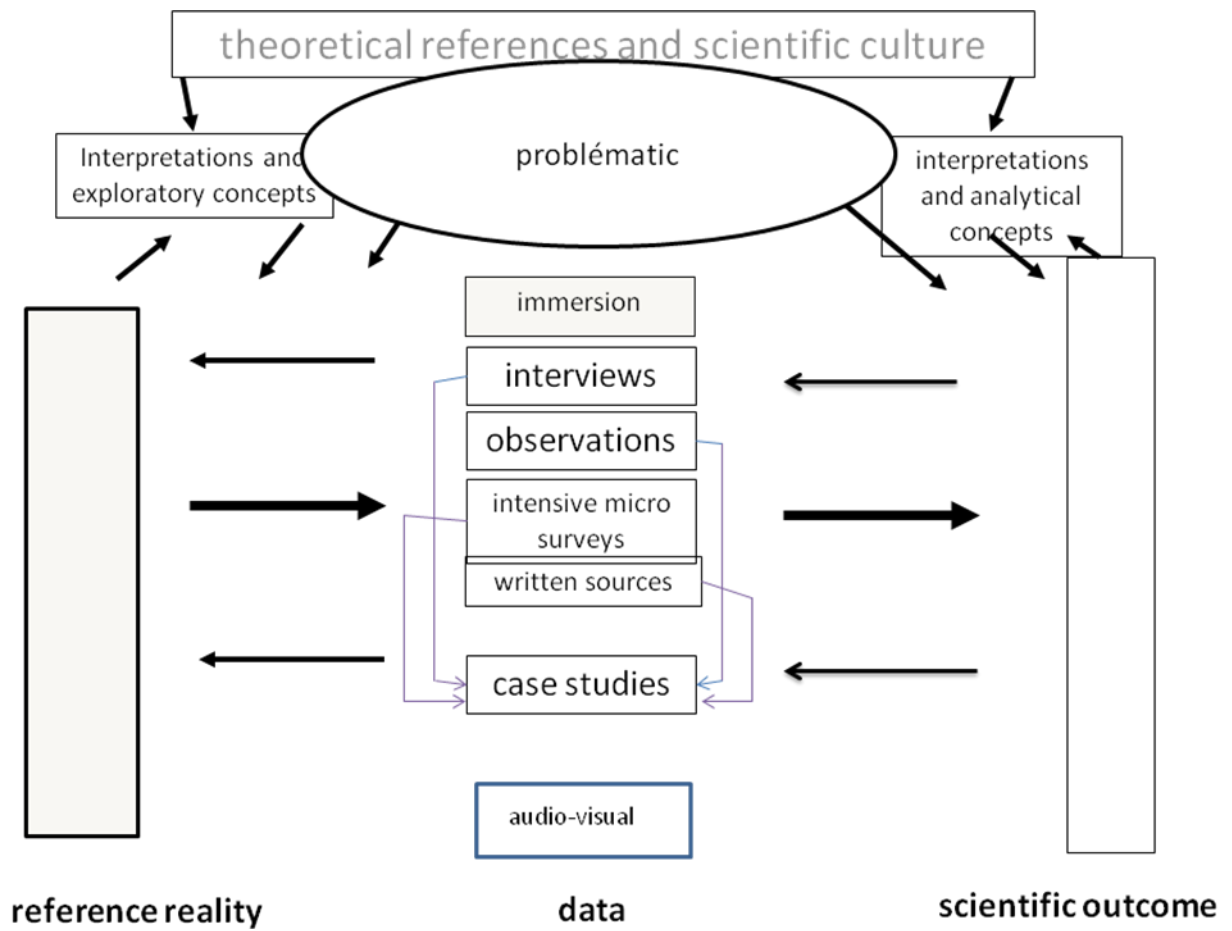 theoretical references and scientific culture
problématic
Interpretations and
exploratory concepts
interpretations
and analytical
concepts
immersion
interviews
observations
intensive micro
surveys
written sources
case studies
audio-visual
reference reality
data
scientific outcome